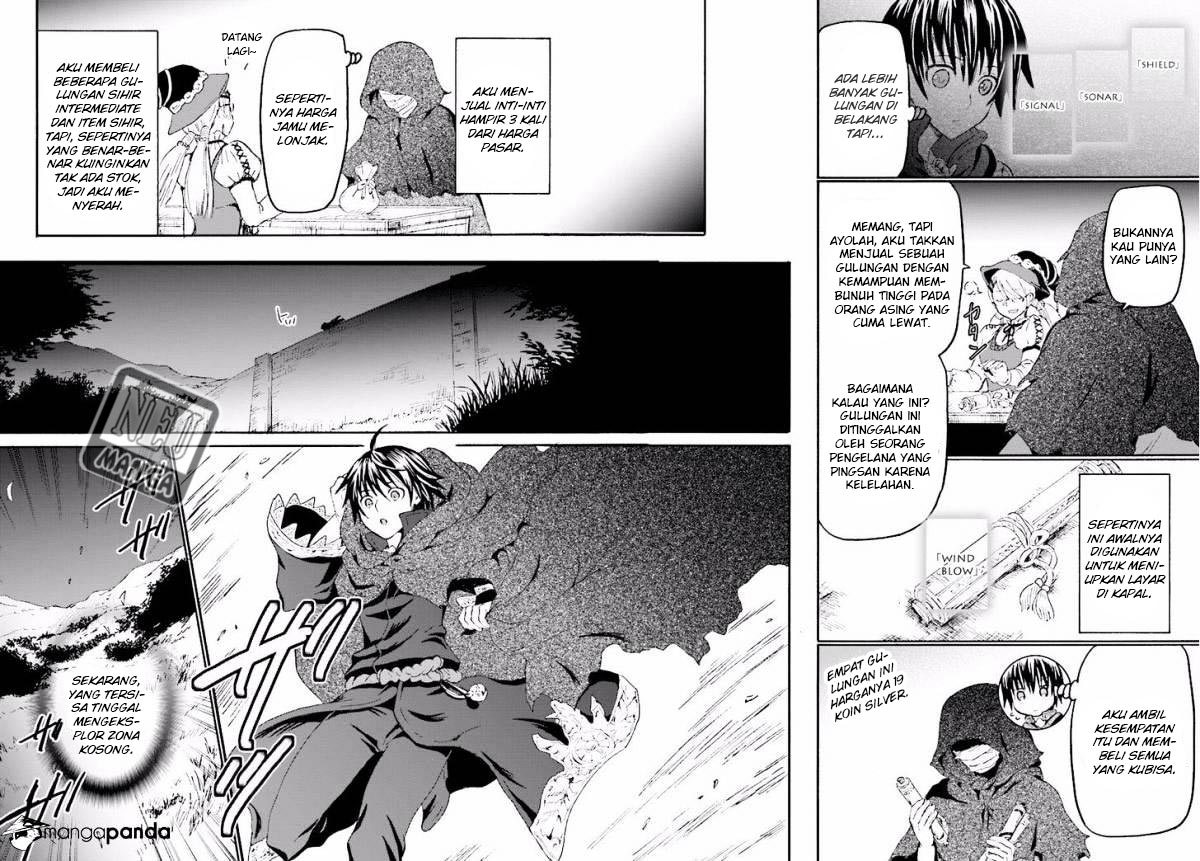 ADA LEBIH
BANYAK GU-
LUNGAN DI
BELAKANG
TAPI...
「SHIELD」
「SONAR」
「SIGNAL」
BUKANNYA
KAU PUNYA
YANG LAIN?
MEMANG, TAPI
AYOLAH, AKU TAKKAN
MENJUAL SEBUAH
GULUNGAN DENGAN
KEMAMPUAN MEM-
BUNUH TINGGI PADA
ORANG ASING YANG
CUMA LEWAT.
カタン
BAGAIMANA
KALAU YANG INI?
GULUNGAN INI
DITINGGALKAN
OLEH SEORANG
PENGELANA YANG
PINGSAN KARENA
KELELAHAN.
SEPERTINYA
INI AWALNYA
DIGUNAKAN
UNTUK MENI-
UPKAN LAYAR
DI KAPAL.
「WIND
BLOW」
EMPAT GU-
LUNGAN INI
HARGANYA 19
KOIN SILVER.
AKU AMBIL
KESEMPATAN
ITU DAN MEM-
BELI SEMUA
YANG KUBISA.
AKU MEN-
JUAL INTI-INTI
HAMPIR 3 KALI
DARI HARGA
PASAR.
SEPERTI-
NYA HARGA
JAMU ME-
LONJAK.
DATANG
LAGI~
AKU MEMBELI
BEBERAPA GU-
LUNGAN SIHIR
INTERMEDIATE
DAN ITEM SIHIR,
TAPI, SEPERTINYA
YANG BENAR-BE-
NAR KUINGINKAN
TAK ADA STOK,
JADI AKU ME-
NYERAH.
NEU
MANGA
SEKARANG,
YANG TERSI-
SA TINGGAL
MENGEKS-
PLOR ZONA
KOSONG.
mangapanda